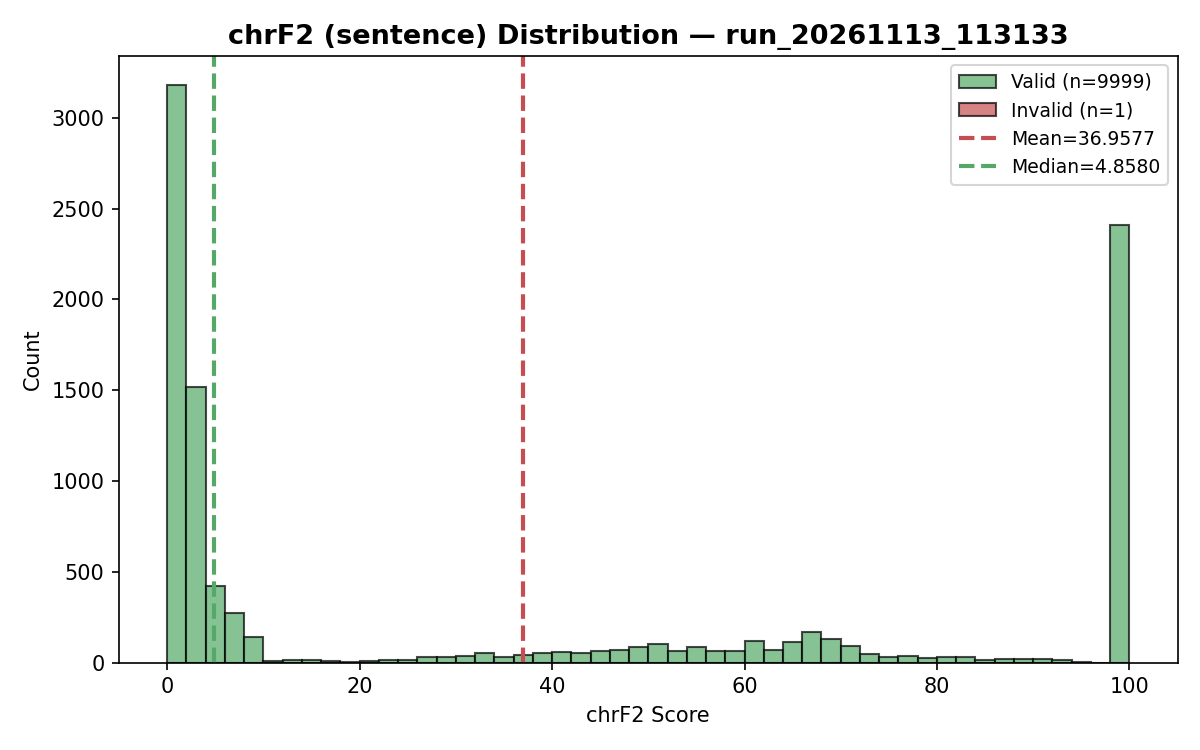 chrF2 (sentence) Distribution — run_20261113_113133
Valid (n=9999)
Invalid (n=1)
Mean=36.9577
Median=4.8580
Count
3000
2500
2000
1500
1000
500
0
0 20 40 60 80 100
chrF2 Score